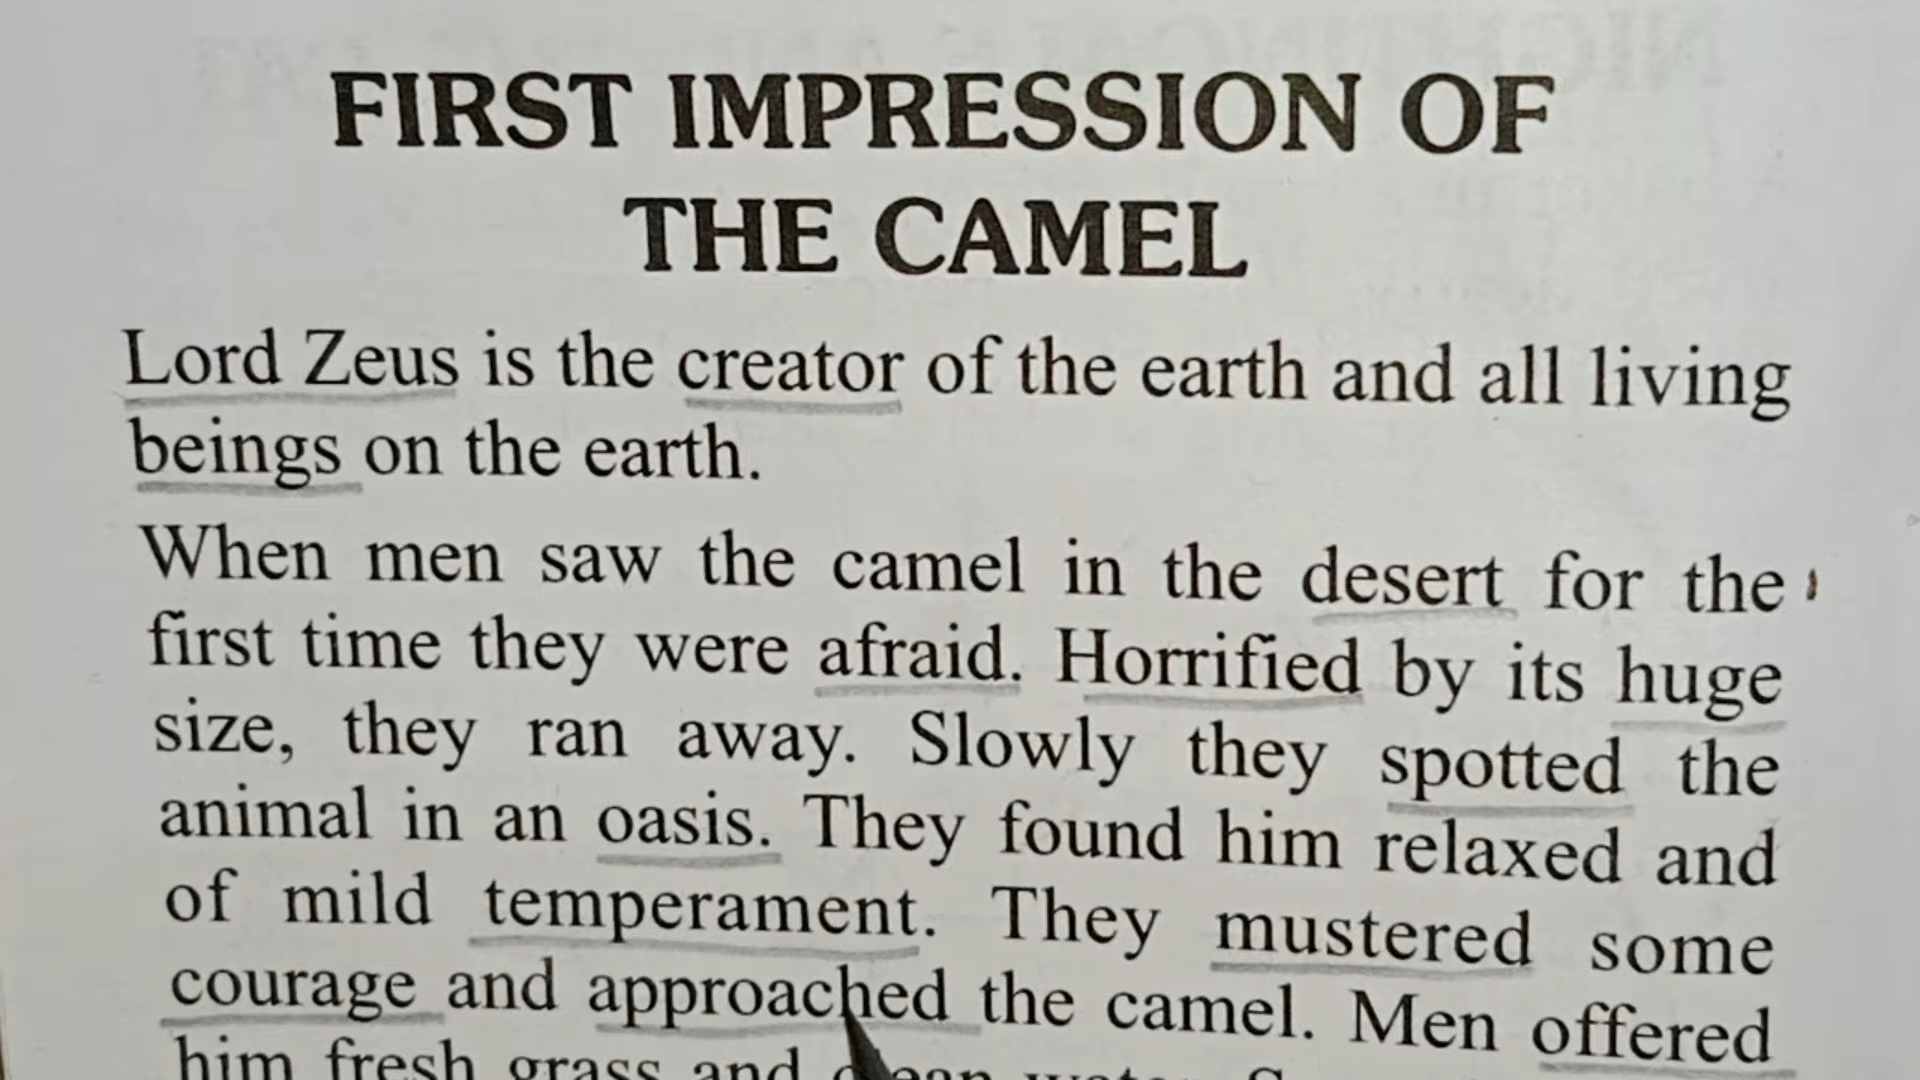 FIRST IMPRESSION OF
THE CAMEL
Lord Zeus is the creator of the earth and all living
beings on the earth.
When men saw the camel in the desert for the
first time they were afraid. Horrified by its huge
size, they ran away. Slowly they spotted the
animal in an oasis. They found him relaxed and
of mild temperament. They mustered some
courage and approached the camel. Men offered
him fresh grass and